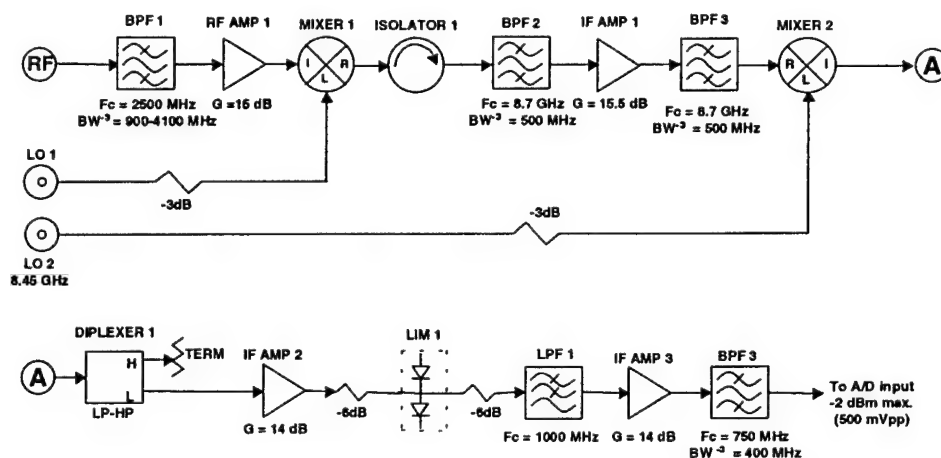 BPF 1
RF AMP 1
MIXER 1
ISOLATOR 1
BPF 2
IF AMP 1
BPF 3
MIXER 2
RF
I
R
L
R
I
L
A
Fc = 2500 MHz
BW⁻³ = 900-4100 MHz
G =15 dB
Fc = 8.7 GHz
BW⁻³ = 500 MHz
G = 15.5 dB
Fc = 8.7 GHz
BW⁻³ = 500 MHz
LO 1
-3dB
-3dB
LO 2
8.45 GHz
DIPLEXER 1
TERM
IF AMP 2
LIM 1
LPF 1
IF AMP 3
BPF 3
A
H
L
LP-HP
G = 14 dB
-6dB
-6dB
Fc = 1000 MHz
G = 14 dB
Fc = 750 MHz
BW⁻³ = 400 MHz
To A/D input
-2 dBm max.
(500 mVpp)